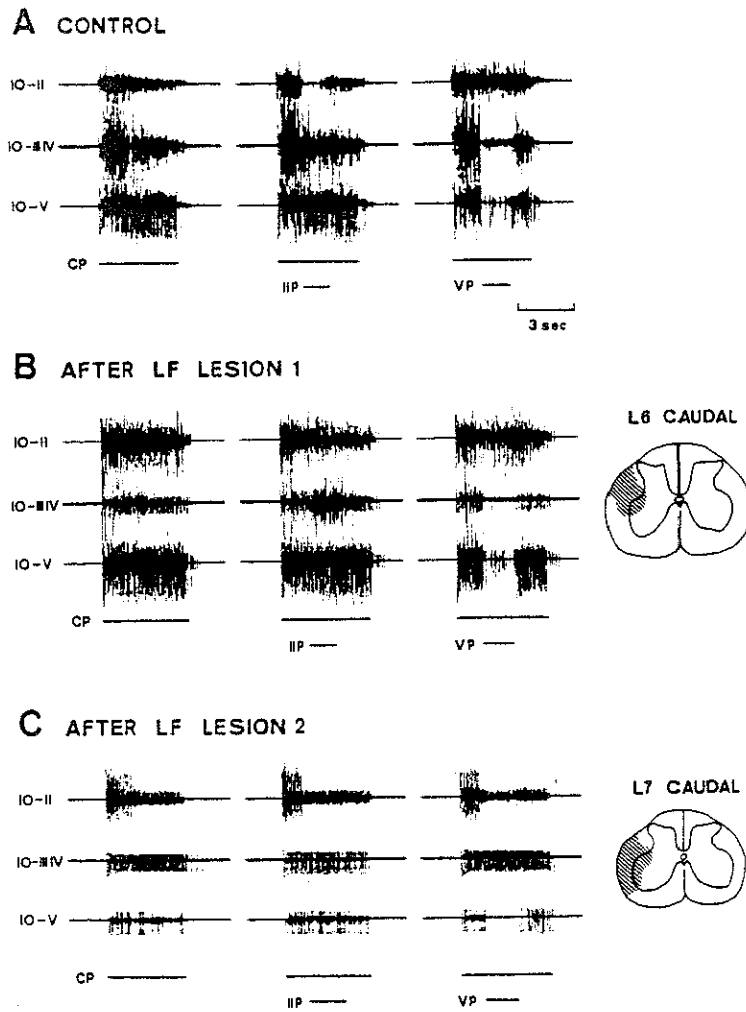 A CONTROL
IO-II
IO-III IV
IO-V
CP
IIP
VP
3 sec
B AFTER LF LESION 1
L6 CAUDAL
IO-II
IO-III IV
IO-V
CP
IIP
VP
C AFTER LF LESION 2
L7 CAUDAL
IO-II
IO-III IV
IO-V
CP
IIP
VP